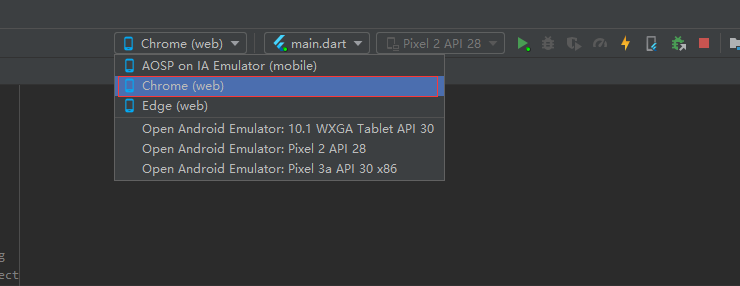 Chrome (web) main.dart Pixel 2 API 28
AOSP on IA Emulator (mobile)
Chrome (web)
Edge (web)
Open Android Emulator: 10.1 WXGA Tablet API 30
Open Android Emulator: Pixel 2 API 28
Open Android Emulator: Pixel 3a API 30 x86
g
ect